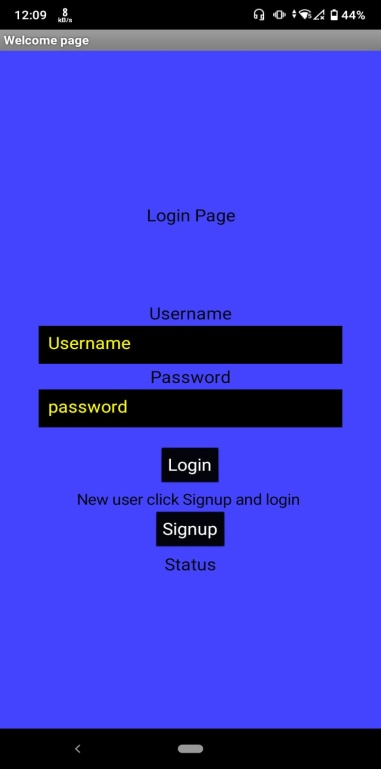 12:09 8 kB/s 44%
Welcome page
Login Page
Username
Username
Password
password
Login
New user click Signup and login
Signup
Status